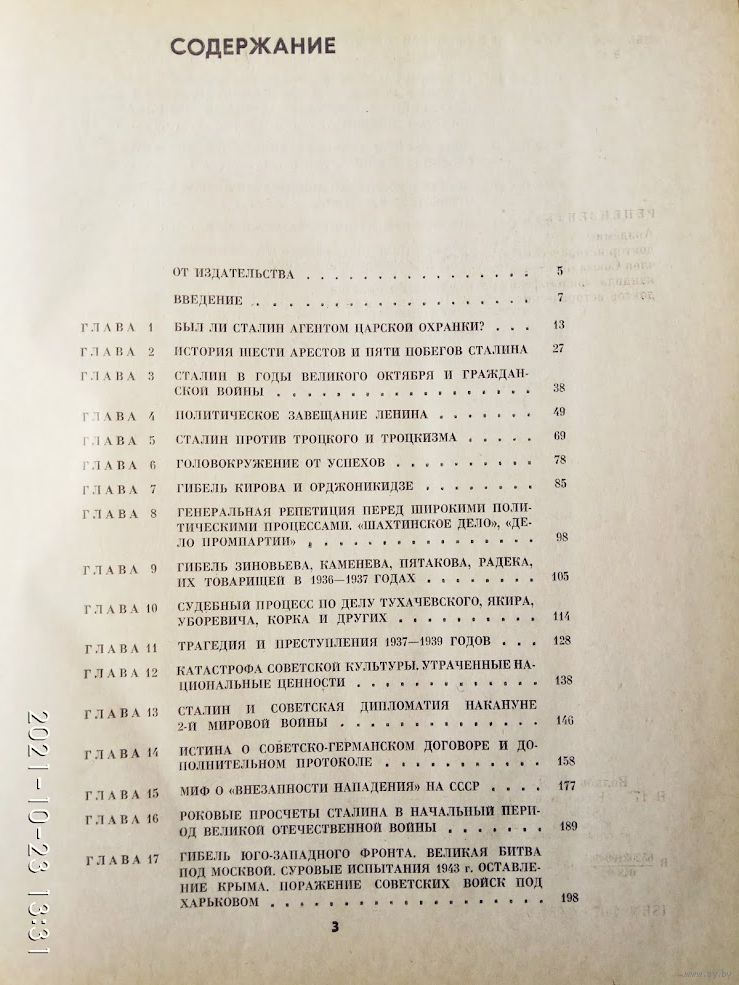 СОДЕРЖАНИЕ
ОТ ИЗДАТЕЛЬСТВА . . . . . . . . . . . . . . . . 5
ВВЕДЕНИЕ . . . . . . . . . . . . . . . . . . . 7
ГЛАВА 1 БЫЛ ЛИ СТАЛИН АГЕНТОМ ЦАРСКОЙ ОХРАНКИ? . . . 13
ГЛАВА 2 ИСТОРИЯ ШЕСТИ АРЕСТОВ И ПЯТИ ПОБЕГОВ СТАЛИНА 27
ГЛАВА 3 СТАЛИН В ГОДЫ ВЕЛИКОГО ОКТЯБРЯ И ГРАЖДАН-
СКОЙ ВОЙНЫ . . . . . . . . . . . . . . . . . . 38
ГЛАВА 4 ПОЛИТИЧЕСКОЕ ЗАВЕЩАНИЕ ЛЕНИНА . . . . . . . 49
ГЛАВА 5 СТАЛИН ПРОТИВ ТРОЦКОГО И ТРОЦКИЗМА . . . . . 69
ГЛАВА 6 ГОЛОВОКРУЖЕНИЕ ОТ УСПЕХОВ . . . . . . . . . . 78
ГЛАВА 7 ГИБЕЛЬ КИРОВА И ОРДЖОНИКИДЗЕ . . . . . . . . 85
ГЛАВА 8 ГЕНЕРАЛЬНАЯ РЕПЕТИЦИЯ ПЕРЕД ШИРОКИМИ ПОЛИ-
ТИЧЕСКИМИ ПРОЦЕССАМИ. «ШАХТИНСКОЕ ДЕЛО», «ДЕ-
ЛО ПРОМПАРТИИ» . . . . . . . . . . . . . . . . 98
ГЛАВА 9 ГИБЕЛЬ ЗИНОВЬЕВА, КАМЕНЕВА, ПЯТАКОВА, РАДЕКА,
ИХ ТОВАРИЩЕЙ В 1936—1937 ГОДАХ . . . . . . . . 105
ГЛАВА 10 СУДЕБНЫЙ ПРОЦЕСС ПО ДЕЛУ ТУХАЧЕВСКОГО, ЯКИРА,
УБОРЕВИЧА, КОРКА И ДРУГИХ . . . . . . . . . . 114
ГЛАВА 11 ТРАГЕДИЯ И ПРЕСТУПЛЕНИЯ 1937—1939 ГОДОВ . . . 128
ГЛАВА 12 КАТАСТРОФА СОВЕТСКОЙ КУЛЬТУРЫ. УТРАЧЕННЫЕ НА-
ЦИОНАЛЬНЫЕ ЦЕННОСТИ . . . . . . . . . . . . . 138
ГЛАВА 13 СТАЛИН И СОВЕТСКАЯ ДИПЛОМАТИЯ НАКАНУНЕ
2-Й МИРОВОЙ ВОЙНЫ . . . . . . . . . . . . . . 146
ГЛАВА 14 ИСТИНА О СОВЕТСКО-ГЕРМАНСКОМ ДОГОВОРЕ И ДО-
ПОЛНИТЕЛЬНОМ ПРОТОКОЛЕ . . . . . . . . . . . 158
ГЛАВА 15 МИФ О «ВНЕЗАПНОСТИ НАПАДЕНИЯ» НА СССР . . . . 177
ГЛАВА 16 РОКОВЫЕ ПРОСЧЕТЫ СТАЛИНА В НАЧАЛЬНЫЙ ПЕРИ-
ОД ВЕЛИКОЙ ОТЕЧЕСТВЕННОЙ ВОЙНЫ . . . . . . . 189
ГЛАВА 17 ГИБЕЛЬ ЮГО-ЗАПАДНОГО ФРОНТА. ВЕЛИКАЯ БИТВА
ПОД МОСКВОЙ. СУРОВЫЕ ИСПЫТАНИЯ 1943 г. ОСТАВЛЕ-
НИЕ КРЫМА. ПОРАЖЕНИЕ СОВЕТСКИХ ВОЙСК ПОД
ХАРЬКОВОМ . . . . . . . . . . . . . . . . . . 198
3
2021-10-23 13:31
www.ay.by